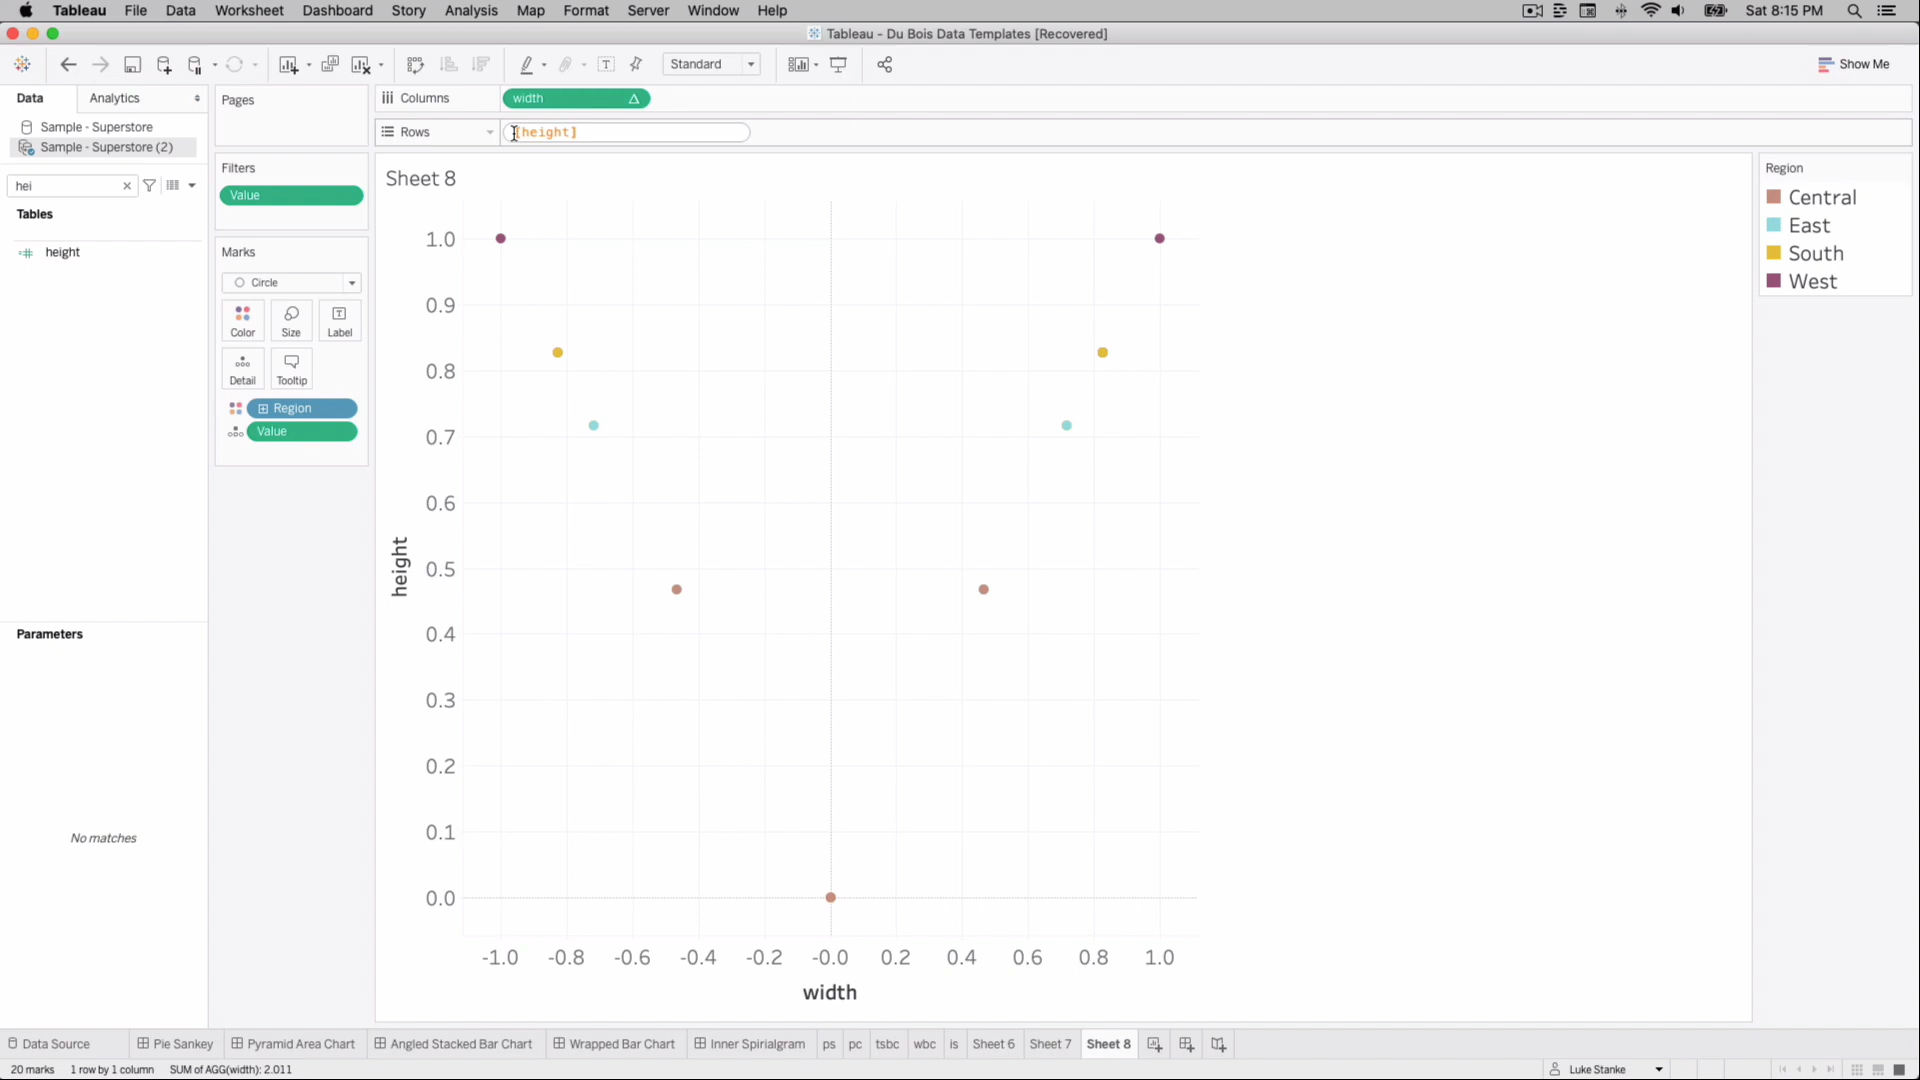 Tableau File Data Worksheet Dashboard Story Analysis Map Format Server Window Help Sat 8:15 PM
Tableau - Du Bois Data Templates [Recovered]
Standard
Show Me
Data Analytics
Sample - Superstore
Sample - Superstore (2)
hei
Tables
height
Parameters
No matches
Pages
Filters
Value
Marks
Circle
Color Size Label
Detail Tooltip
Region
Value
Columns width
Rows [height]
Sheet 8
1.0
0.9
0.8
0.7
0.6
0.5
0.4
0.3
0.2
0.1
0.0
height
-1.0 -0.8 -0.6 -0.4 -0.2 -0.0 0.2 0.4 0.6 0.8 1.0
width
Region
Central
East
South
West
Data Source Pie Sankey Pyramid Area Chart Angled Stacked Bar Chart Wrapped Bar Chart Inner Spirialgram ps pc tsbc wbc is Sheet 6 Sheet 7 Sheet 8
20 marks 1 row by 1 column SUM of AGG(width): 2.011 Luke Stanke